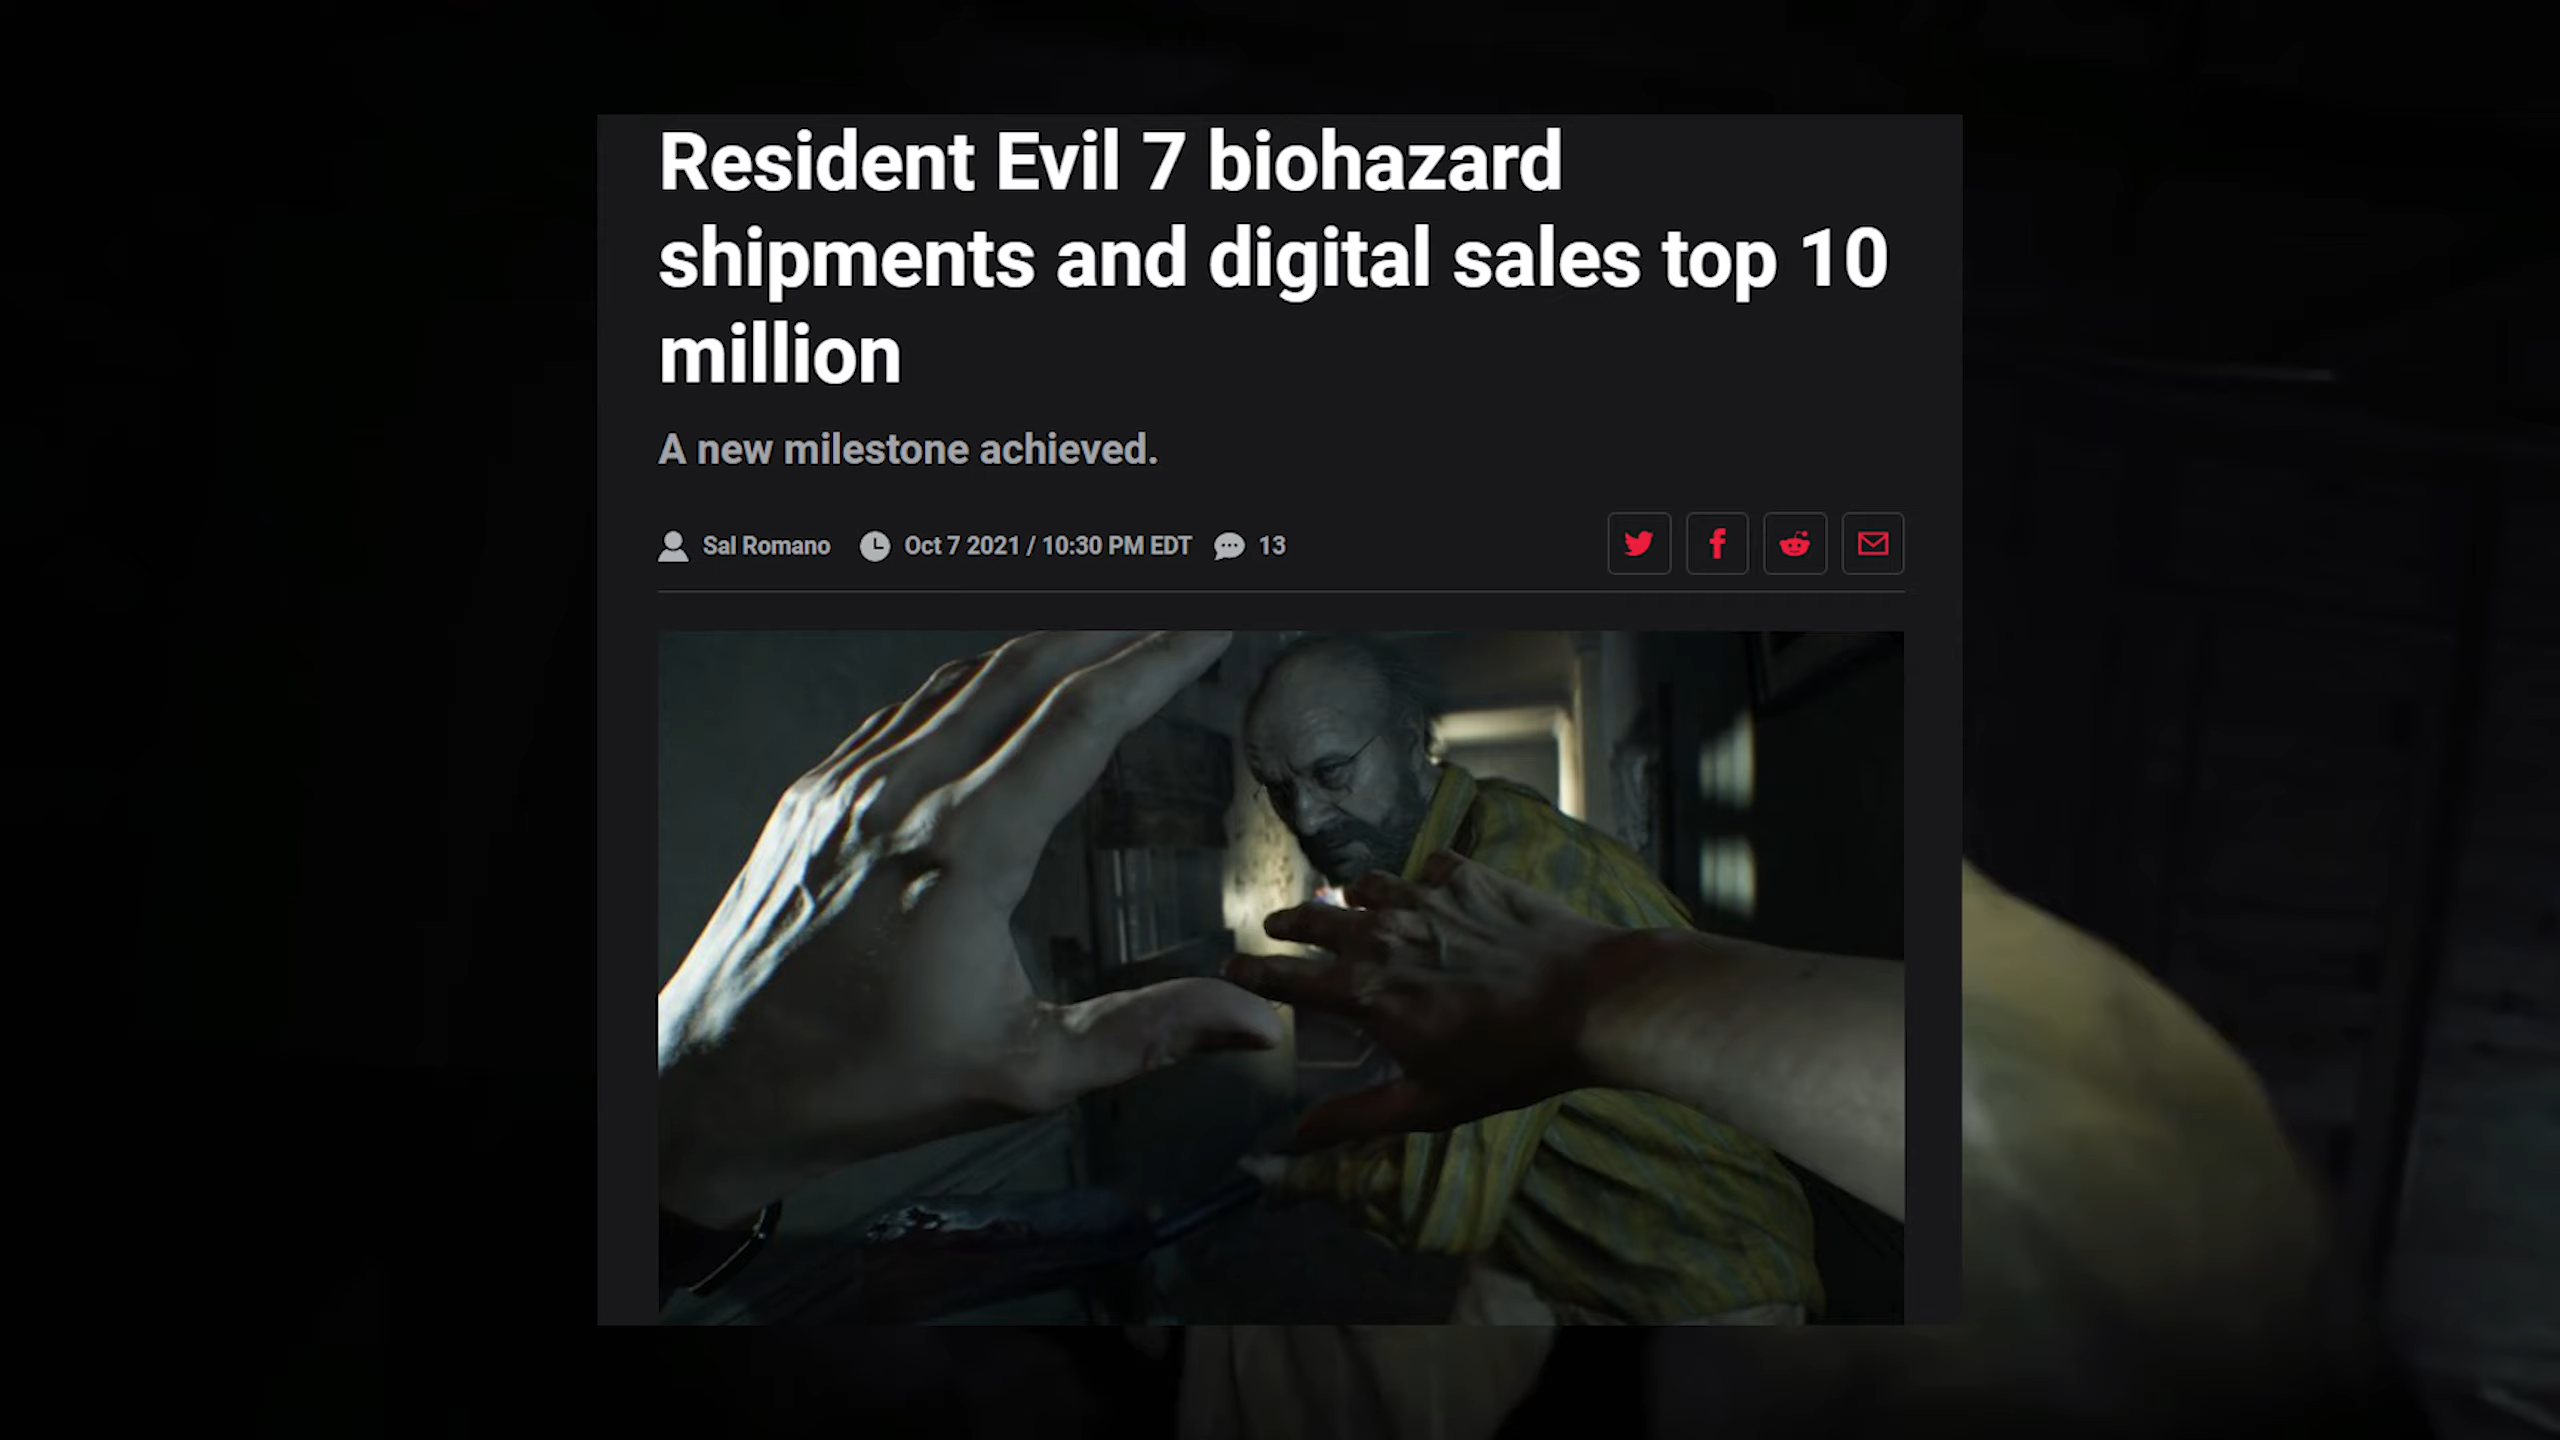 Resident Evil 7 biohazard
shipments and digital sales top 10
million
A new milestone achieved.
Sal Romano Oct 7 2021 / 10:30 PM EDT 13